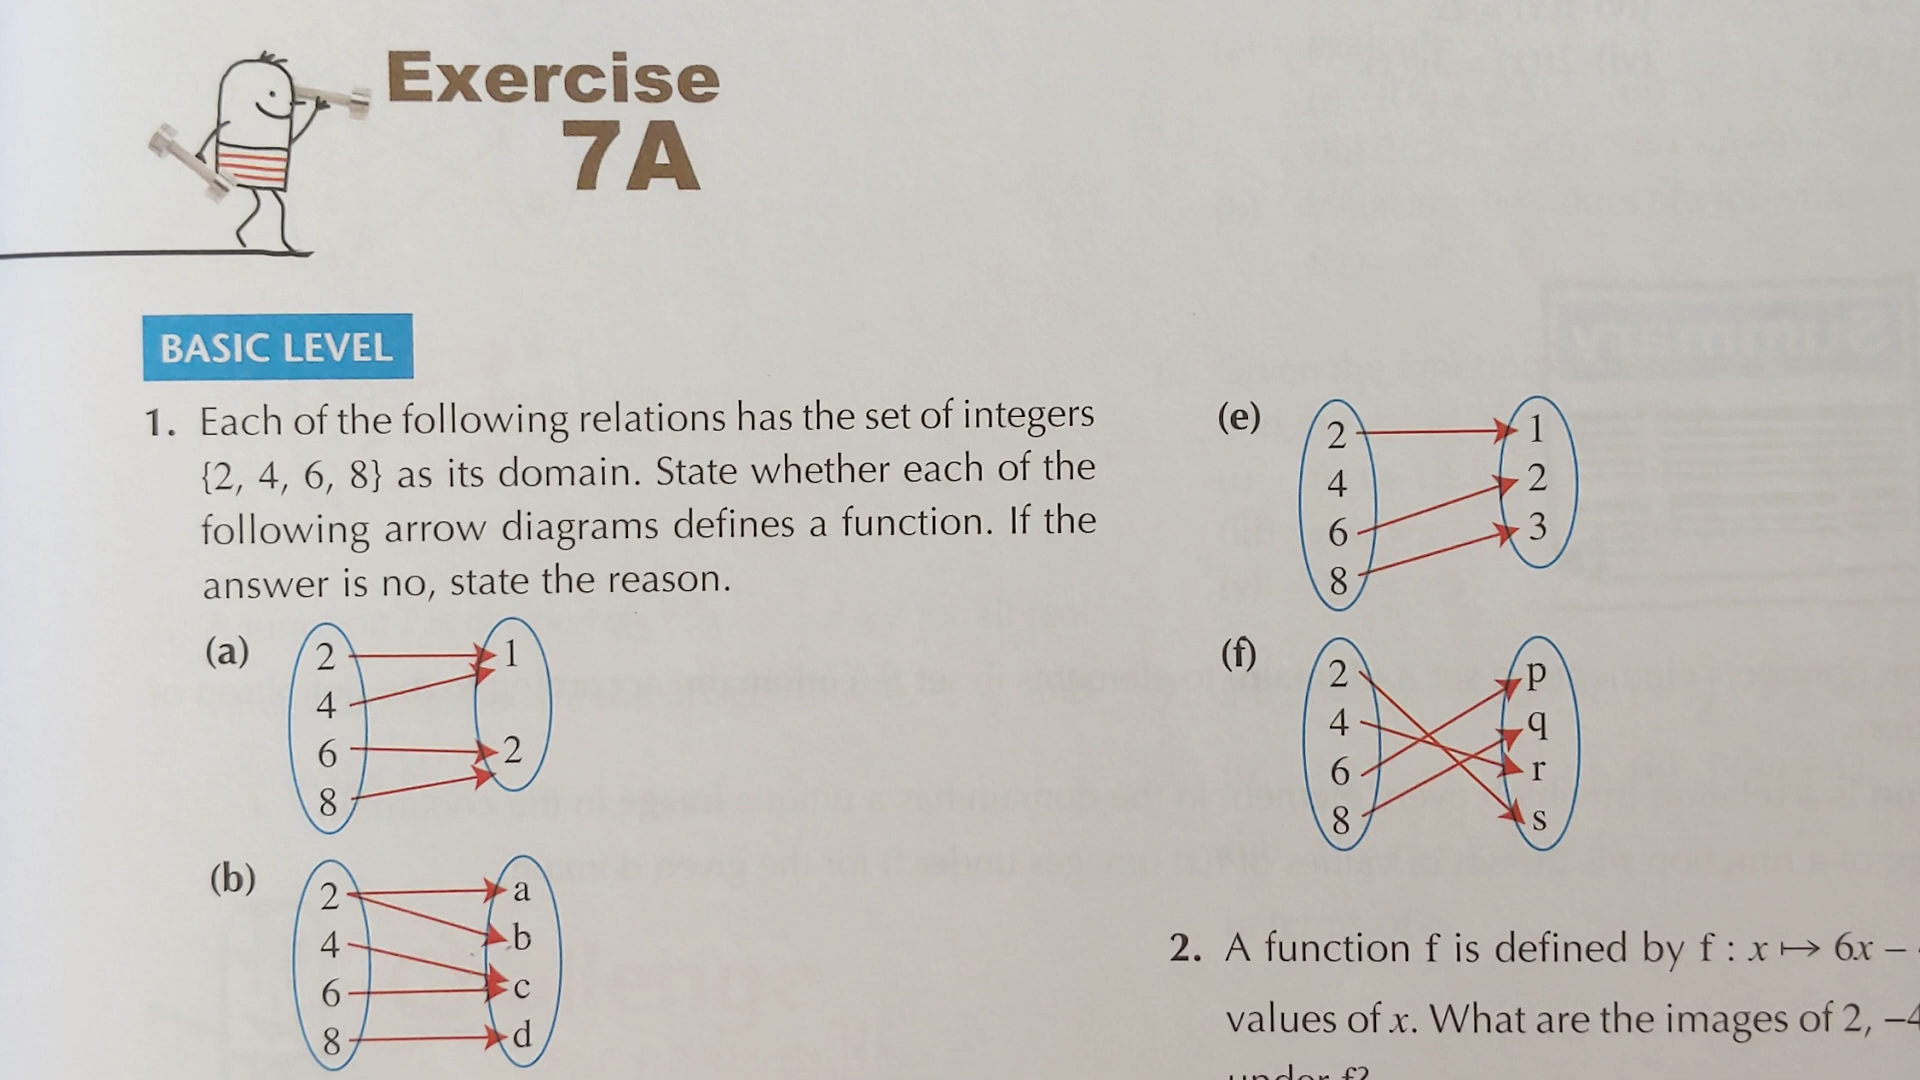 Exercise
7A
BASIC LEVEL
1. Each of the following relations has the set of integers
{2, 4, 6, 8} as its domain. State whether each of the
following arrow diagrams defines a function. If the
answer is no, state the reason.
(a)
2
4
6
8
1
2
(b)
2
4
6
8
a
b
c
d
(e)
2
4
6
8
1
2
3
(f)
2
4
6
8
p
q
r
s
2. A function f is defined by f : x ↦ 6x −
values of x. What are the images of 2, −4
under f?